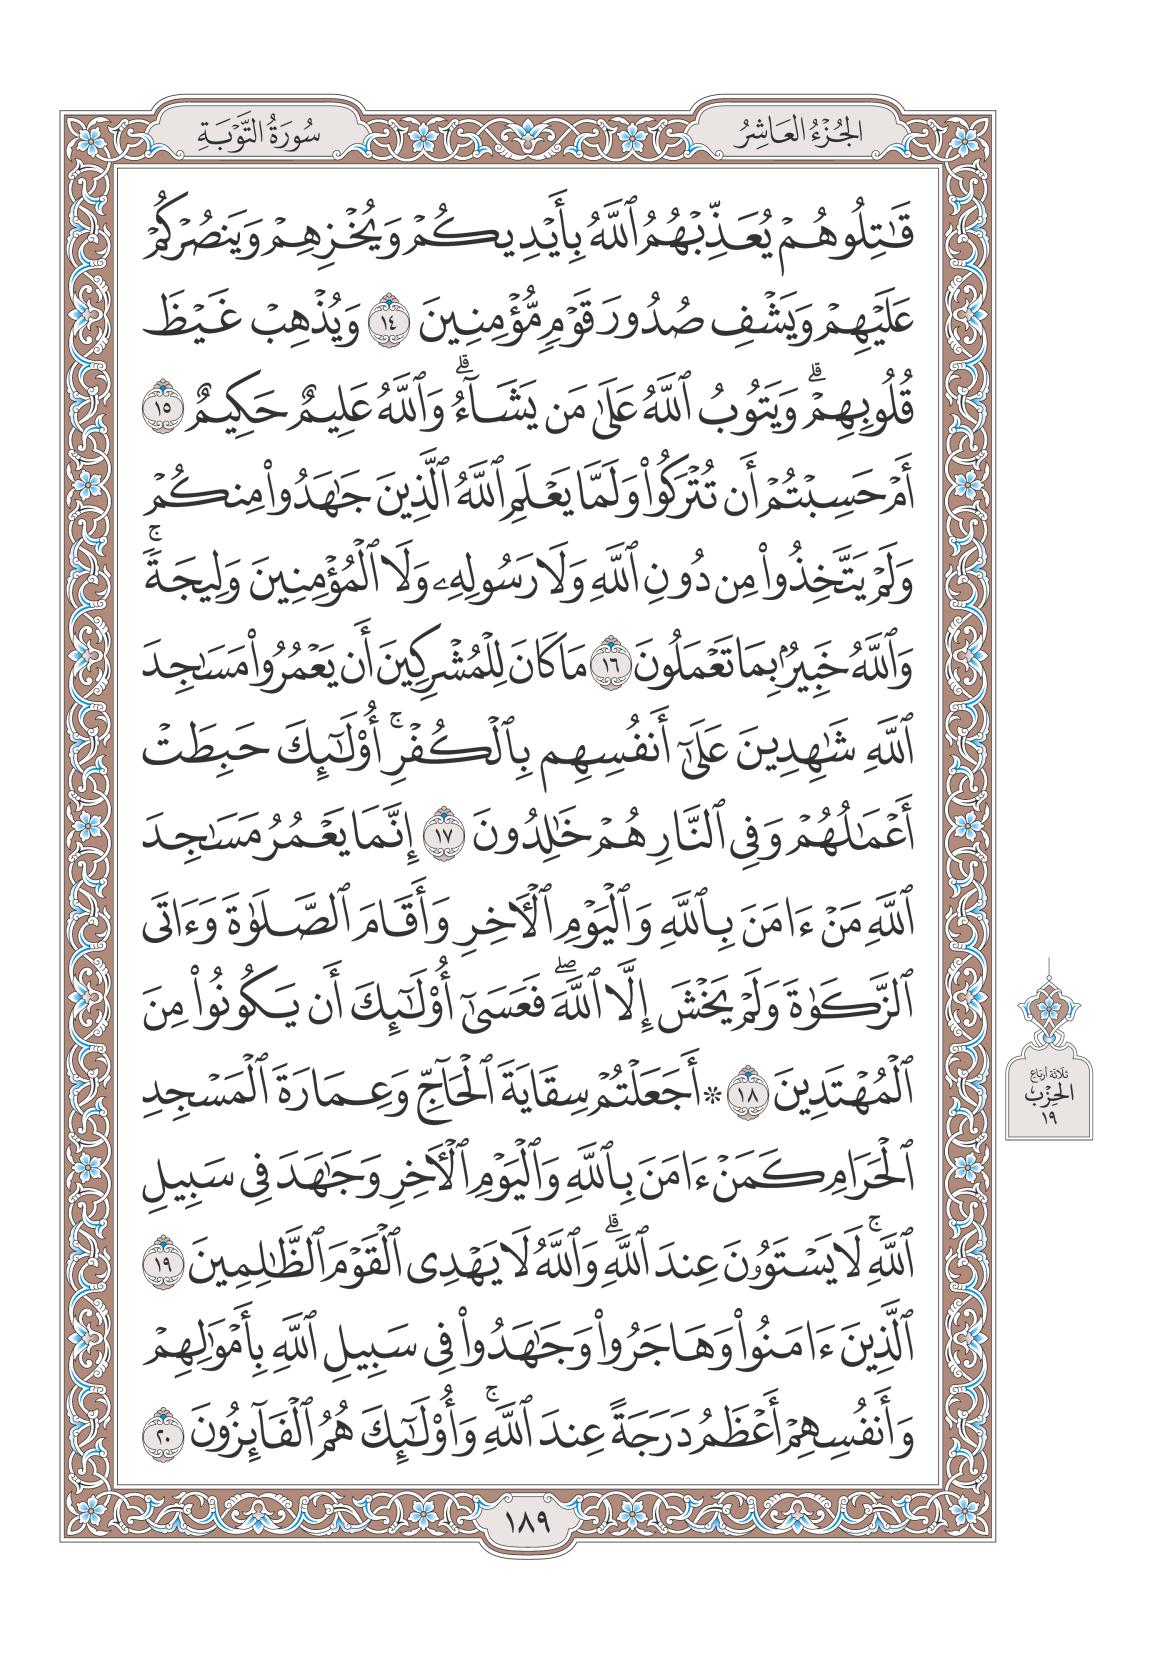 الجُزْءُ العَاشِرُ
سُورَةُ التَّوْبَةِ
قَٰتِلُوهُمْ يُعَذِّبْهُمُ ٱللَّهُ بِأَيْدِيكُمْ وَيُخْزِهِمْ وَيَنصُرْكُمْ
عَلَيْهِمْ وَيَشْفِ صُدُورَ قَوْمٍ مُّؤْمِنِينَ ١٤ وَيُذْهِبْ غَيْظَ
قُلُوبِهِمْۗ وَيَتُوبُ ٱللَّهُ عَلَىٰ مَن يَشَآءُۗ وَٱللَّهُ عَلِيمٌ حَكِيمٌ ١٥
أَمْ حَسِبْتُمْ أَن تُتْرَكُوا۟ وَلَمَّا يَعْلَمِ ٱللَّهُ ٱلَّذِينَ جَٰهَدُوا۟ مِنكُمْ
وَلَمْ يَتَّخِذُوا۟ مِن دُونِ ٱللَّهِ وَلَا رَسُولِهِۦ وَلَا ٱلْمُؤْمِنِينَ وَلِيجَةًۚ
وَٱللَّهُ خَبِيرٌۢ بِمَا تَعْمَلُونَ ١٦ مَا كَانَ لِلْمُشْرِكِينَ أَن يَعْمُرُوا۟ مَسَٰجِدَ
ٱللَّهِ شَٰهِدِينَ عَلَىٰٓ أَنفُسِهِم بِٱلْكُفْرِۚ أُو۟لَٰٓئِكَ حَبِطَتْ
أَعْمَٰلُهُمْ وَفِى ٱلنَّارِ هُمْ خَٰلِدُونَ ١٧ إِنَّمَا يَعْمُرُ مَسَٰجِدَ
ٱللَّهِ مَنْ ءَامَنَ بِٱللَّهِ وَٱلْيَوْمِ ٱلْءَاخِرِ وَأَقَامَ ٱلصَّلَوٰةَ وَءَاتَى
ٱلزَّكَوٰةَ وَلَمْ يَخْشَ إِلَّا ٱللَّهَۖ فَعَسَىٰٓ أُو۟لَٰٓئِكَ أَن يَكُونُوا۟ مِنَ
ٱلْمُهْتَدِينَ ١٨ ۞ أَجَعَلْتُمْ سِقَايَةَ ٱلْحَآجِّ وَعِمَارَةَ ٱلْمَسْجِدِ
ٱلْحَرَامِ كَمَنْ ءَامَنَ بِٱللَّهِ وَٱلْيَوْمِ ٱلْءَاخِرِ وَجَٰهَدَ فِى سَبِيلِ
ٱللَّهِۚ لَا يَسْتَوُۥنَ عِندَ ٱللَّهِۗ وَٱللَّهُ لَا يَهْدِى ٱلْقَوْمَ ٱلظَّٰلِمِينَ ١٩
ٱلَّذِينَ ءَامَنُوا۟ وَهَاجَرُوا۟ وَجَٰهَدُوا۟ فِى سَبِيلِ ٱللَّهِ بِأَمْوَٰلِهِمْ
وَأَنفُسِهِمْ أَعْظَمُ دَرَجَةً عِندَ ٱللَّهِۚ وَأُو۟لَٰٓئِكَ هُمُ ٱلْفَآئِزُونَ ٢٠
ثلاثة أرباع
الحِزْب
١٩
١٨٩